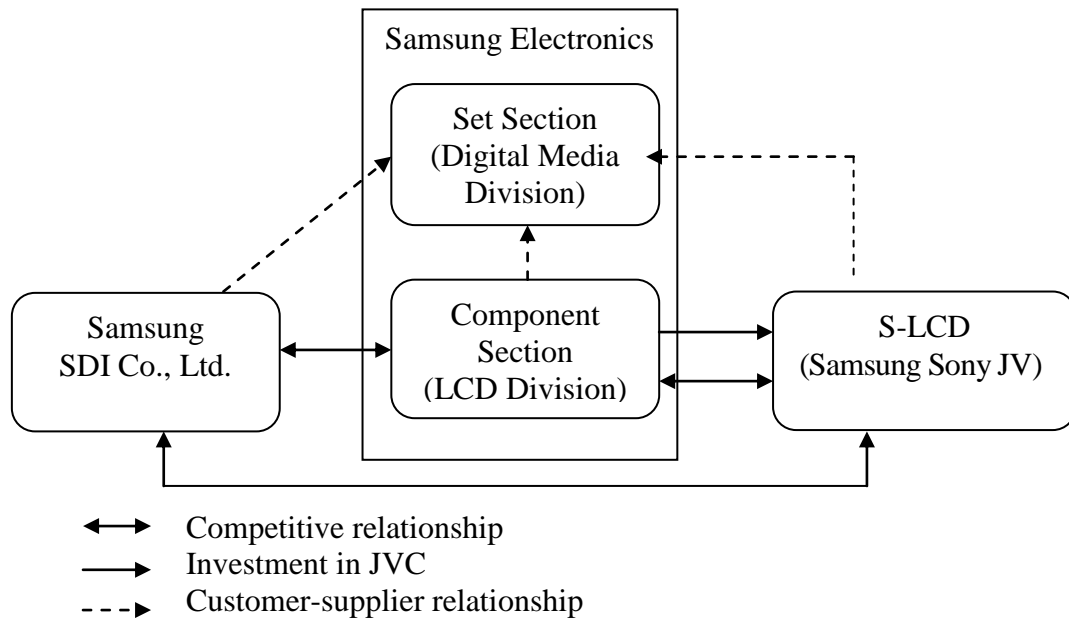 Samsung Electronics
Set Section
(Digital Media
Division)
Samsung
SDI Co., Ltd.
Component
Section
(LCD Division)
S-LCD
(Samsung Sony JV)
Competitive relationship
Investment in JVC
Customer-supplier relationship